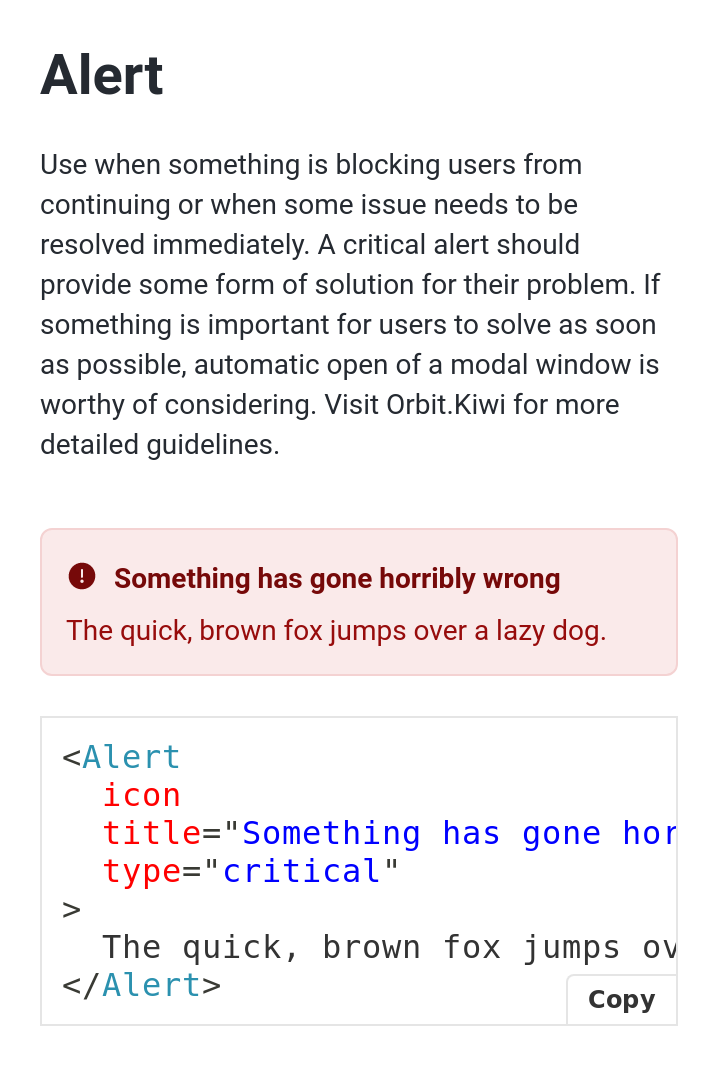 Alert
Use when something is blocking users from
continuing or when some issue needs to be
resolved immediately. A critical alert should
provide some form of solution for their problem. If
something is important for users to solve as soon
as possible, automatic open of a modal window is
worthy of considering. Visit Orbit.Kiwi for more
detailed guidelines.
Something has gone horribly wrong
The quick, brown fox jumps over a lazy dog.
<Alert
  icon
  title="Something has gone hor
  type="critical"
>
  The quick, brown fox jumps ov
</Alert>
Copy